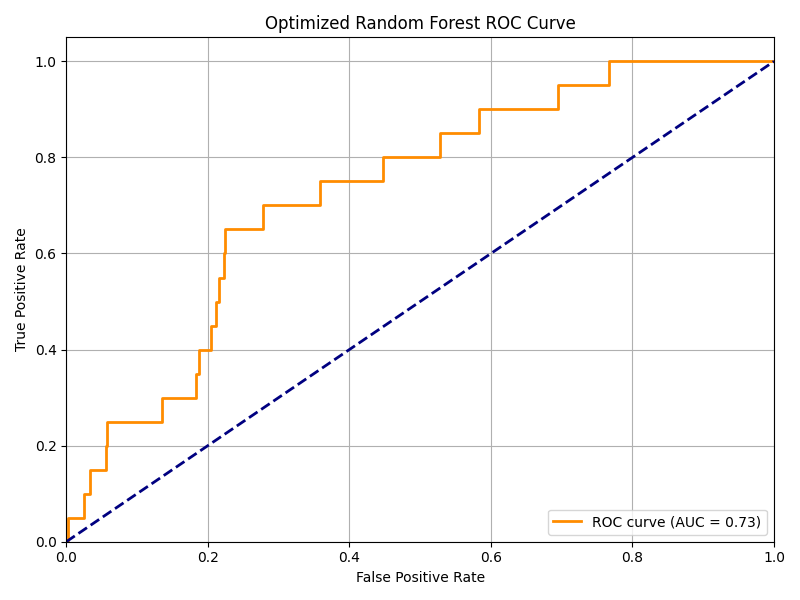 Optimized Random Forest ROC Curve
1.0
0.8
0.6
0.4
0.2
0.0
True Positive Rate
ROC curve (AUC = 0.73)
0.0 0.2 0.4 0.6 0.8 1.0
False Positive Rate